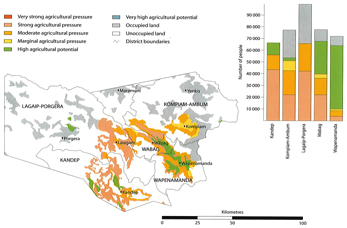 Very strong agricultural pressure
Strong agricultural pressure
Moderate agricultural pressure
Marginal agricultural pressure
High agricultural potential
Very high agricultural potential
Occupied land
Unoccupied land
District boundaries
Number of people
90 000
80 000
70 000
60 000
50 000
40 000
30 000
20 000
10 000
Kandep
Kompiam-Ambum
Lagaip-Porgera
Wabag
Wapenamanda
Maramuni
Yenkis
LAGAIP-PORGERA
KOMPIAM-AMBUM
Kompiam
Porgera
Laiagam
Wabag
WABAG
KANDEP
Wapenamanda
WAPENAMANDA
Kandep
Kilometres
0
25
50
100